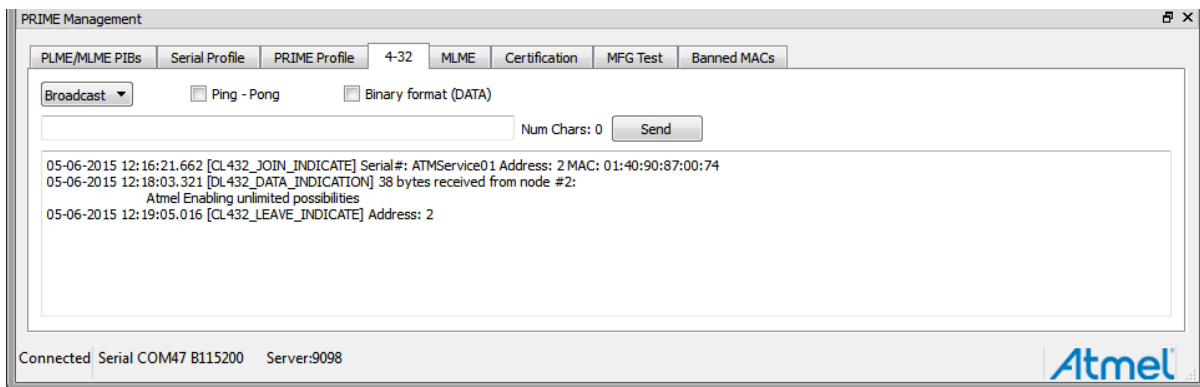 PRIME Management
PLME/MLME PIBs Serial Profile PRIME Profile 4-32 MLME Certification MFG Test Banned MACs
Broadcast Ping - Pong Binary format (DATA)
Num Chars: 0 Send
05-06-2015 12:16:21.662 [CL432_JOIN_INDICATE] Serial#: ATMService01 Address: 2 MAC: 01:40:90:87:00:74
05-06-2015 12:18:03.321 [DL432_DATA_INDICATION] 38 bytes received from node #2:
Atmel Enabling unlimited possibilities
05-06-2015 12:19:05.016 [CL432_LEAVE_INDICATE] Address: 2
Connected Serial COM47 B115200 Server:9098
Atmel